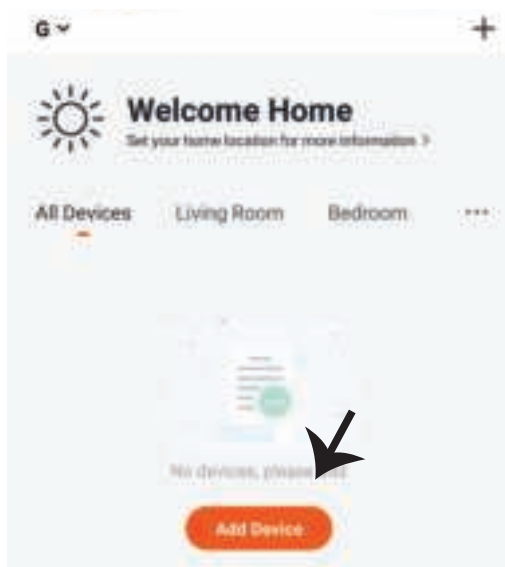 G
Welcome Home
Set your home location for more information >
All Devices Living Room Bedroom ...
No devices, please
Add Device